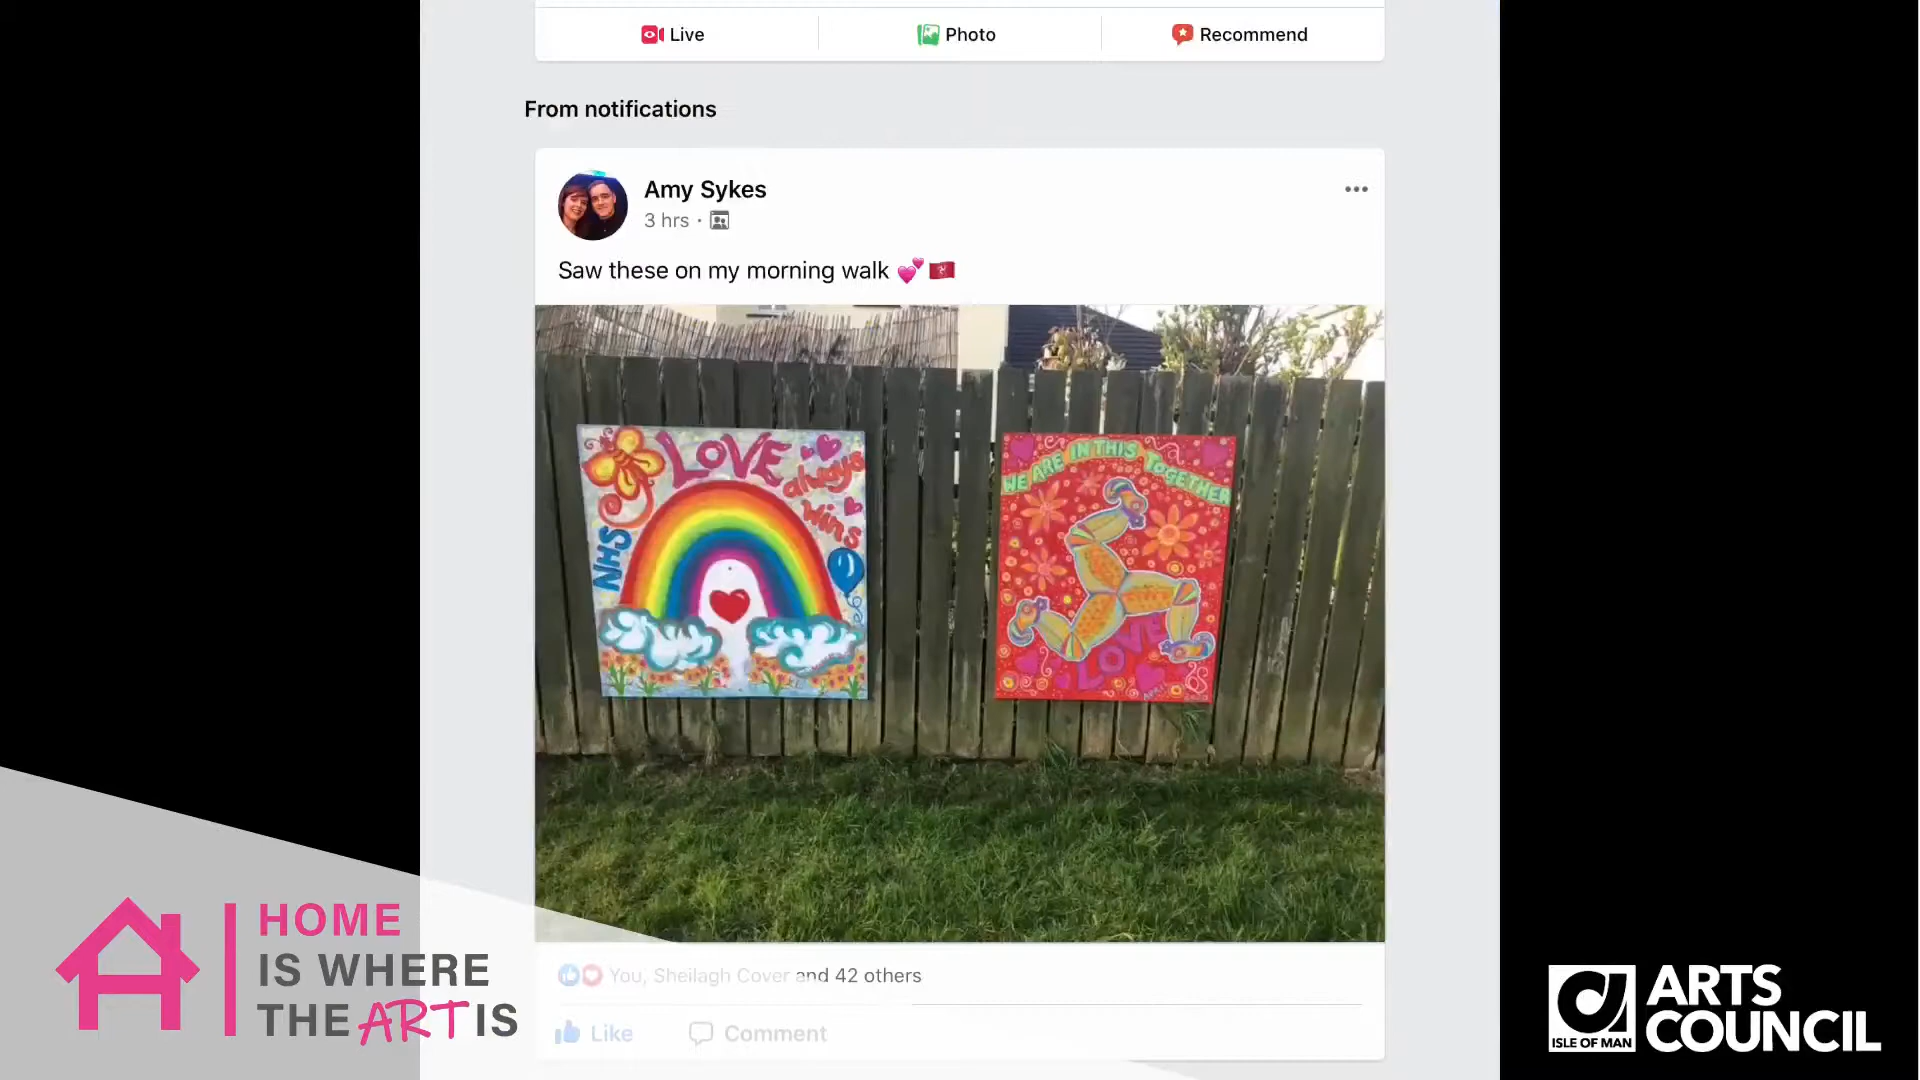 Live
Photo
Recommend
From notifications
Amy Sykes
3 hrs
Saw these on my morning walk 💕🇮🇲
LOVE
always
wins
NHS
WE ARE IN THIS TOGETHER
LOVE
You, Sheilagh Cover and 42 others
Like
Comment
HOME
IS WHERE
THE ART IS
ISLE OF MAN
ARTS
COUNCIL